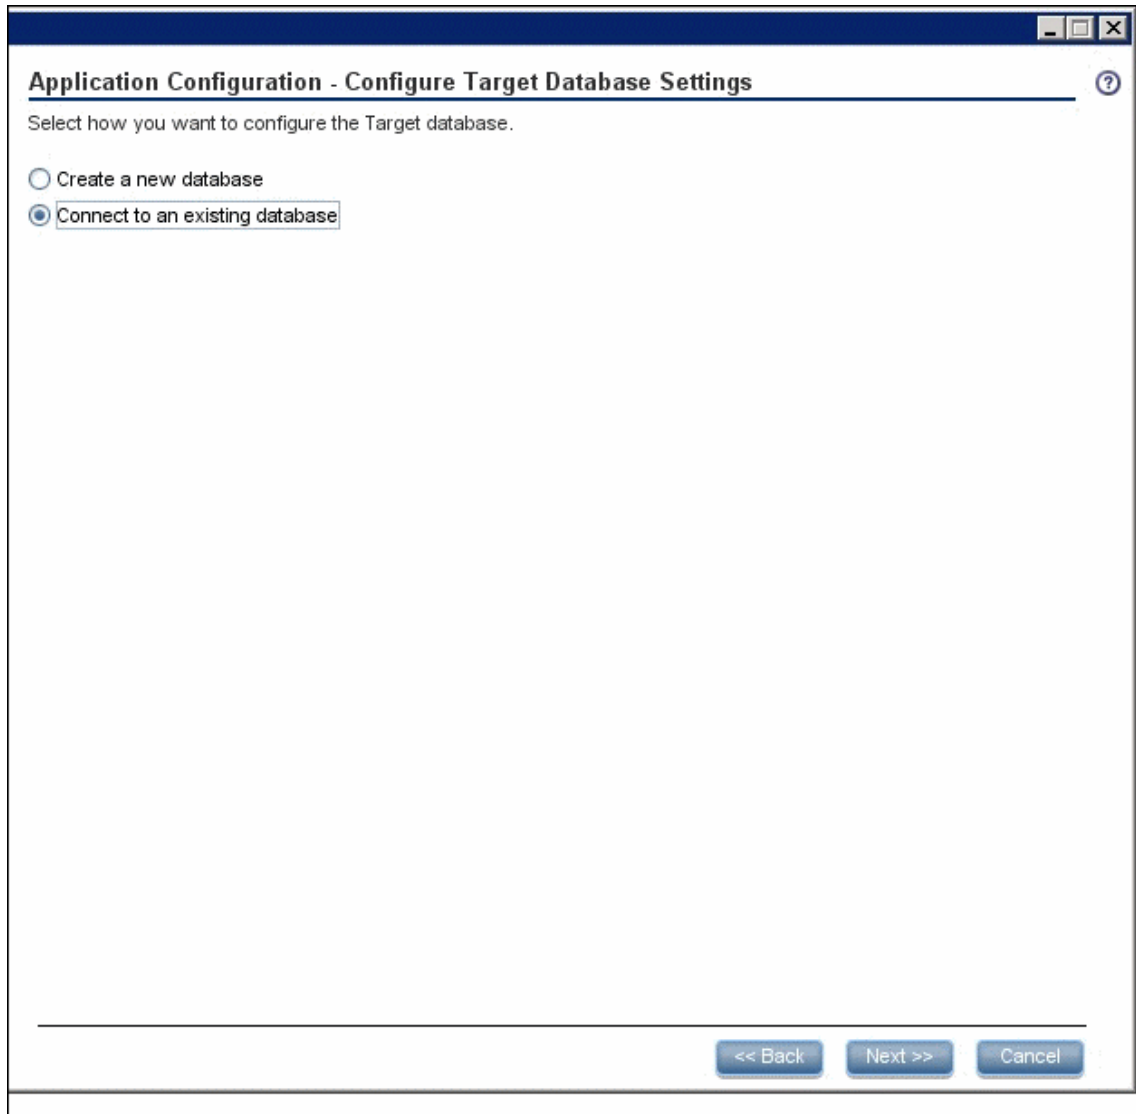 Application Configuration - Configure Target Database Settings
?
Select how you want to configure the Target database.
Create a new database
Connect to an existing database
<< Back
Next >>
Cancel